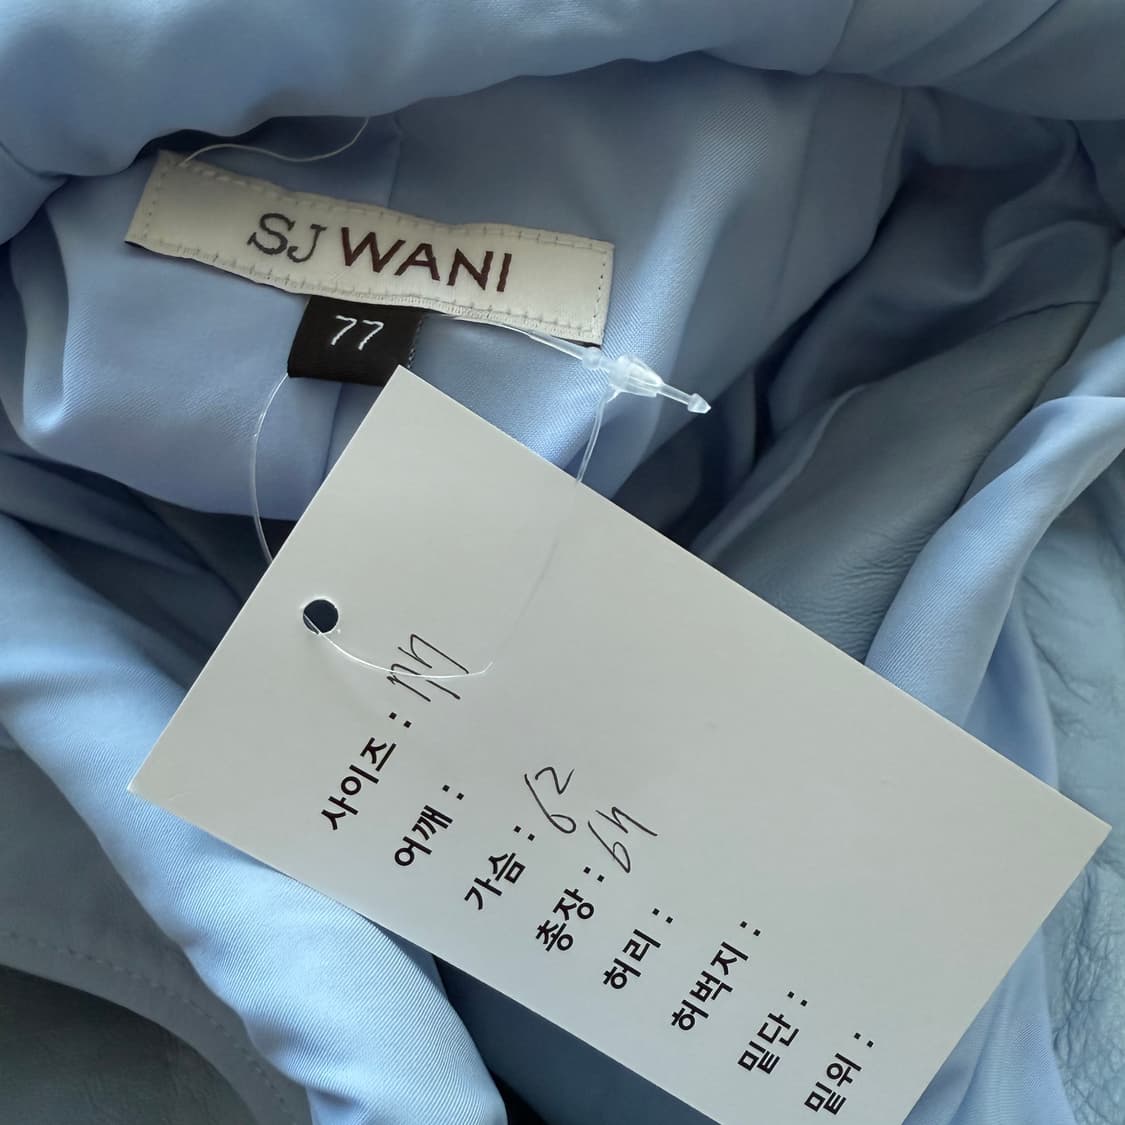 SJ WANI
77
사이즈 : 77
어깨 :
가슴 : 62
총장 : 67
허리 :
허벅지 :
밑단 :
밑위 :